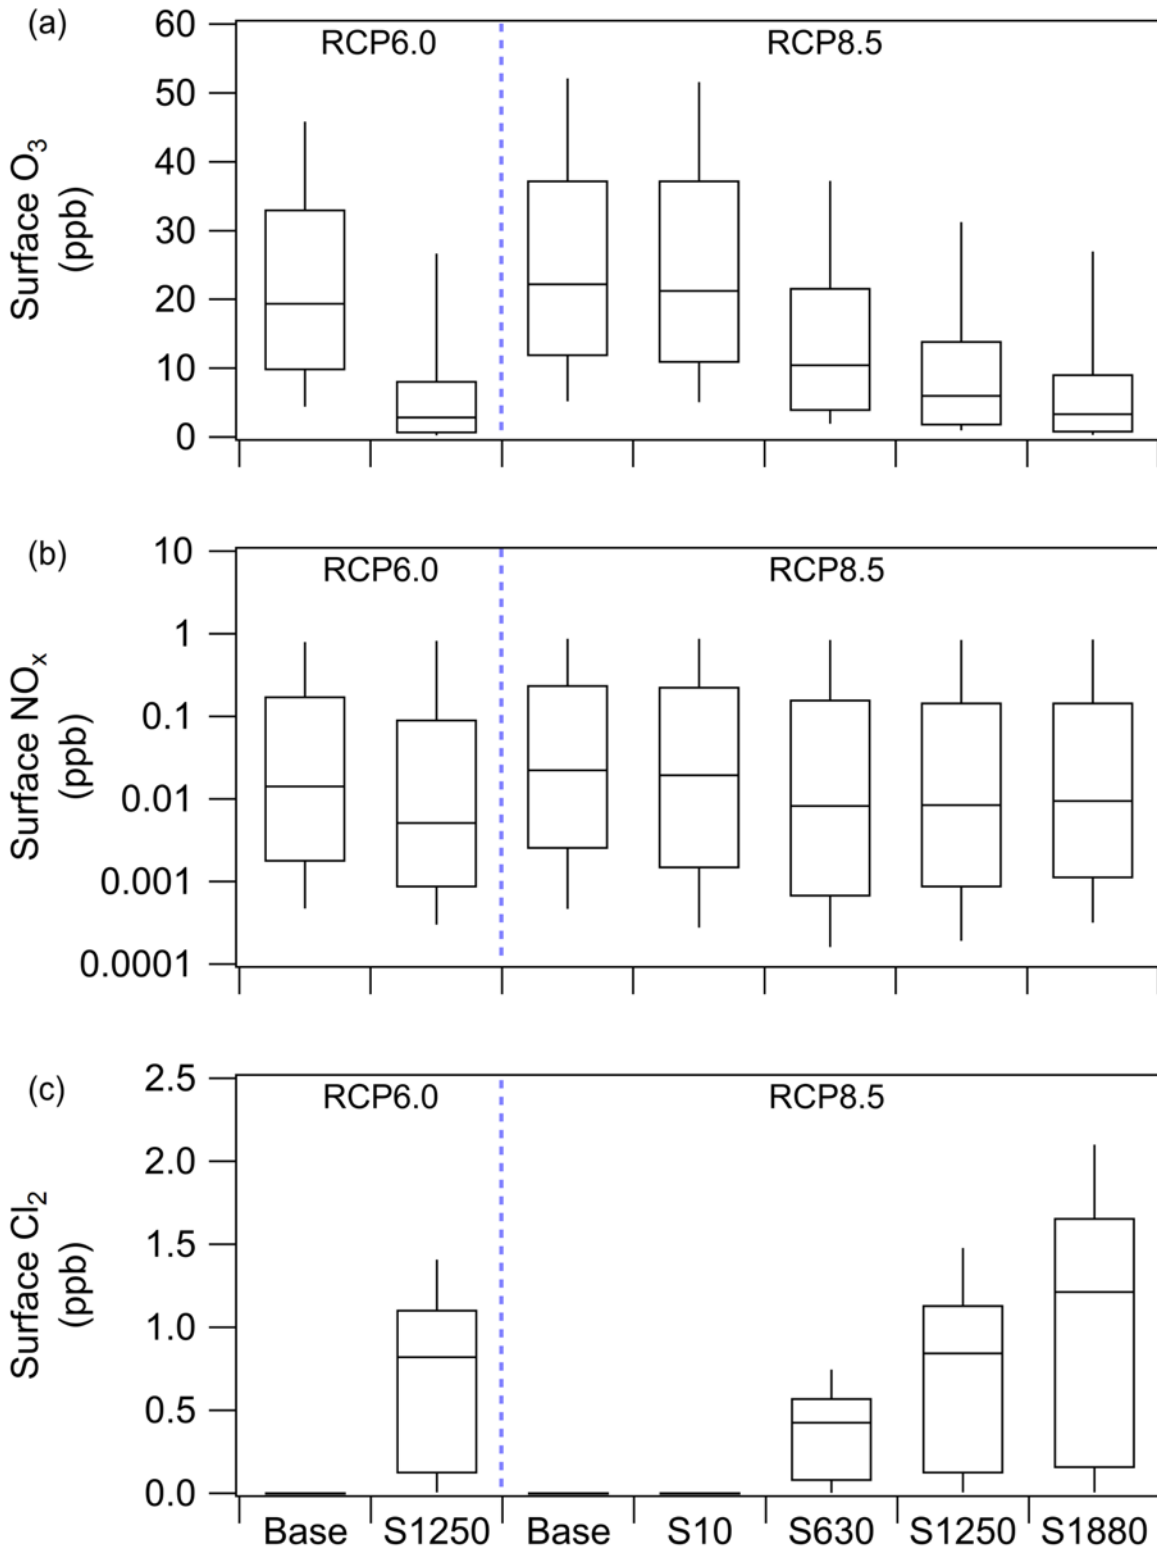 (a)
60
50
40
30
20
10
0
Surface O₃
(ppb)
RCP6.0
RCP8.5
(b)
10
1
0.1
0.01
0.001
0.0001
Surface NOₓ
(ppb)
RCP6.0
RCP8.5
(c)
2.5
2.0
1.5
1.0
0.5
0.0
Surface Cl₂
(ppb)
RCP6.0
RCP8.5
Base S1250 Base S10 S630 S1250 S1880